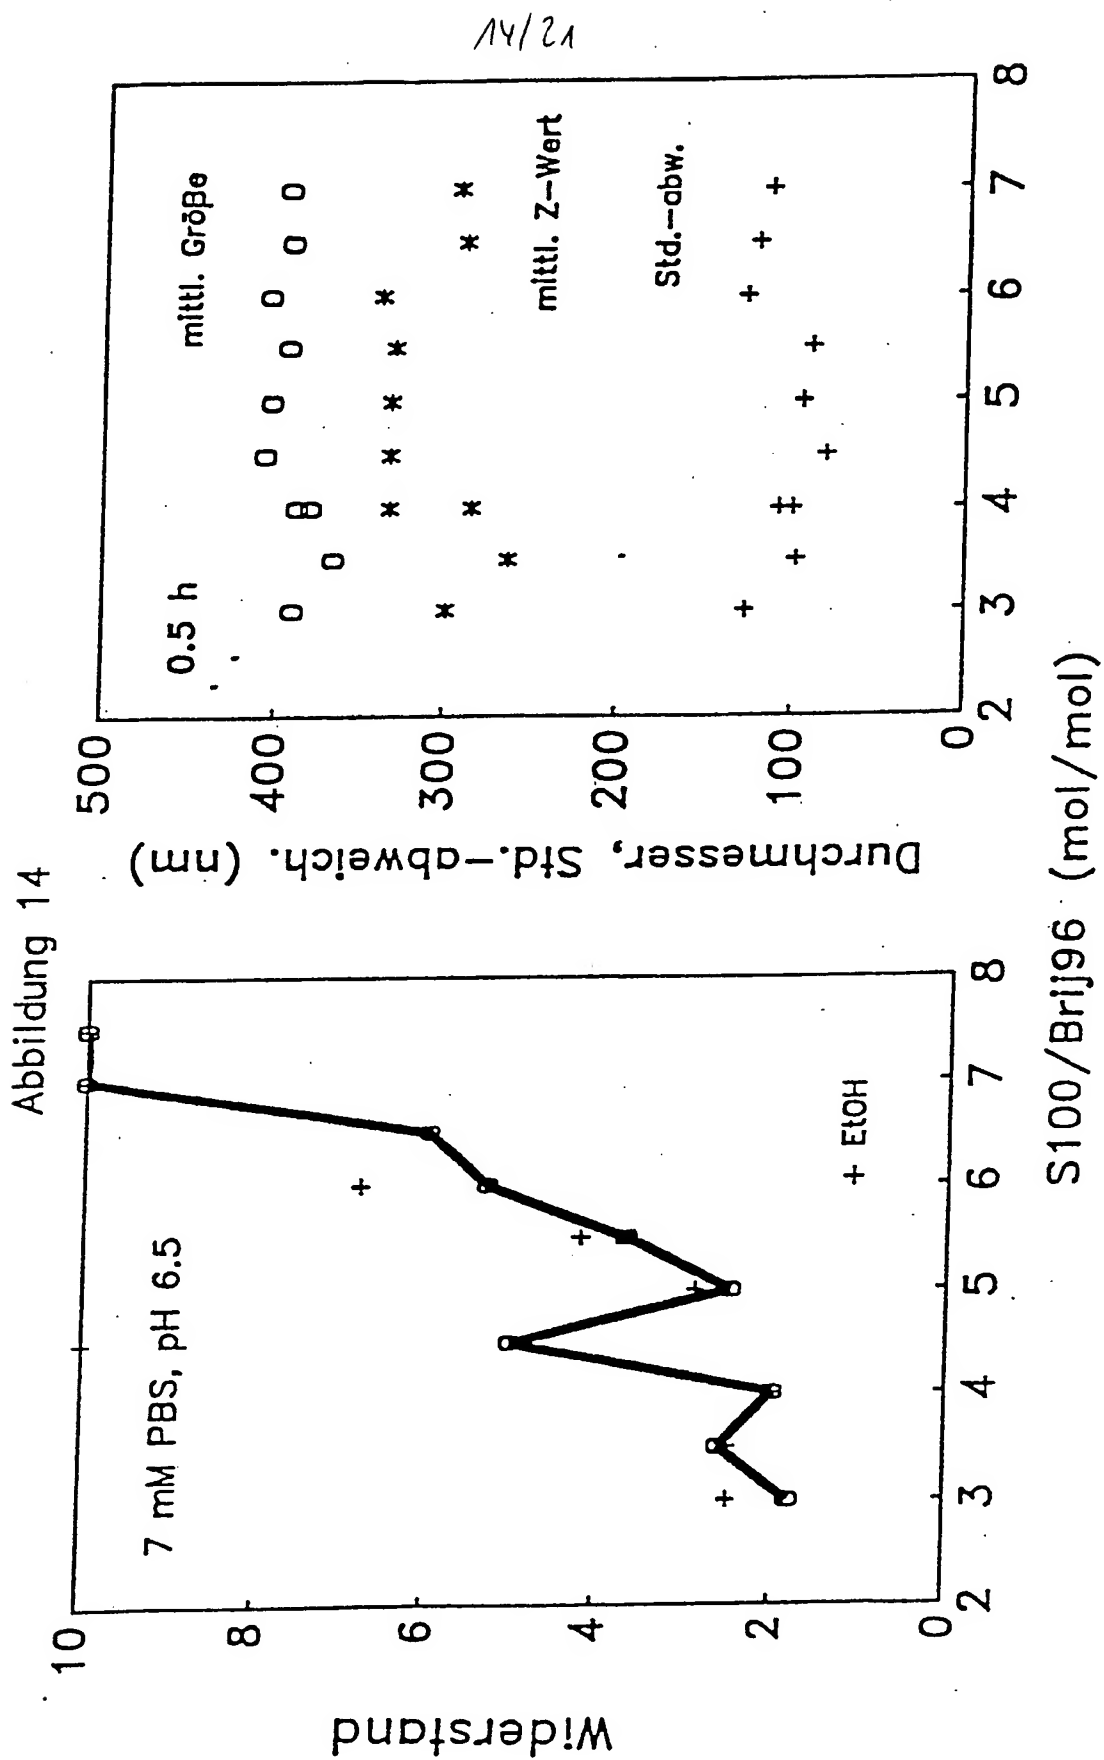 14/21
Abbildung 14
Widerstand
10
8
6
4
2
0
7 mM PBS, pH 6.5
+ EtOH
2
3
4
5
6
7
8
Durchmesser, Std.-abweich. (nm)
500
400
300
200
100
0
0.5 h
mittl. Größe
mittl. Z-Wert
Std.-abw.
2
3
4
5
6
7
8
S100/Brij96 (mol/mol)